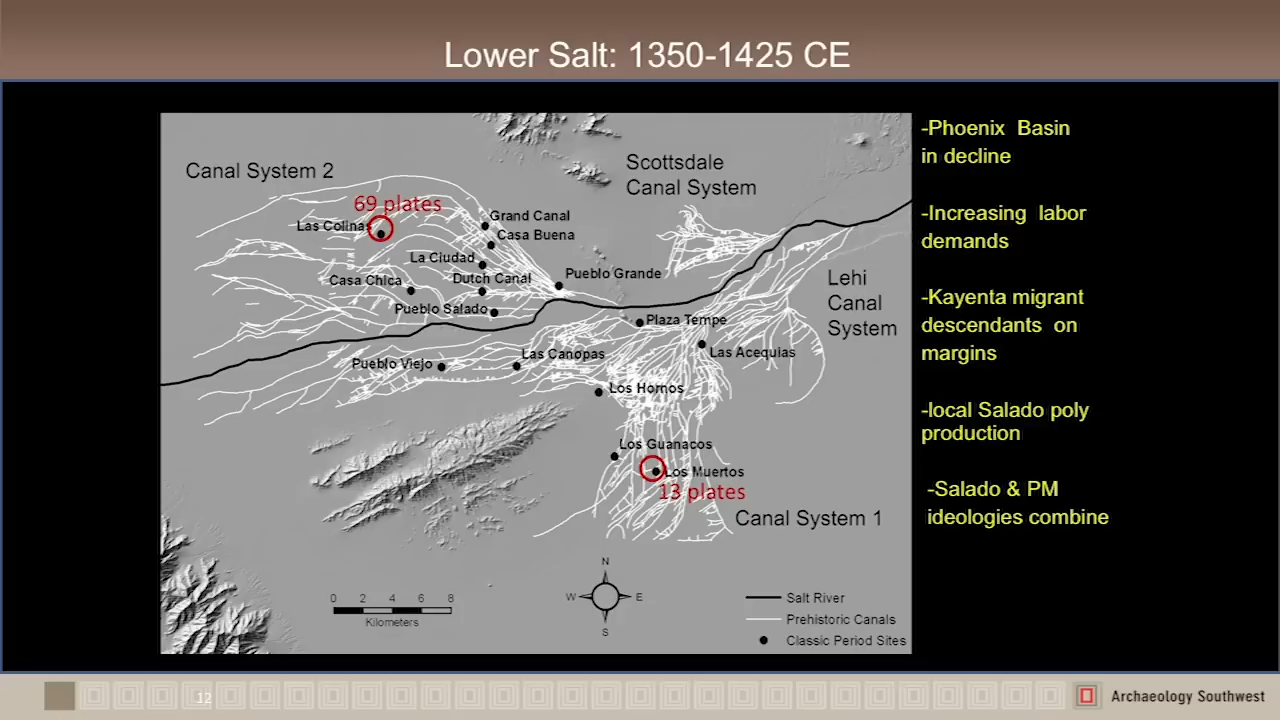 Lower Salt: 1350-1425 CE
Canal System 2
Scottsdale
Canal System
69 plates
Las Colinas
Grand Canal
Casa Buena
La Ciudad
Dutch Canal
Pueblo Grande
Casa Chica
Pueblo Salado
Plaza Tempe
Lehi
Canal
System
Las Acequias
Las Canopas
Pueblo Viejo
Los Hornos
Los Guanacos
Los Muertos
13 plates
Canal System 1
N
W
E
S
0 2 4 6 8
Kilometers
Salt River
Prehistoric Canals
Classic Period Sites
-Phoenix Basin
in decline
-Increasing labor
demands
-Kayenta migrant
descendants on
margins
-local Salado poly
production
-Salado & PM
ideologies combine
12
Archaeology Southwest